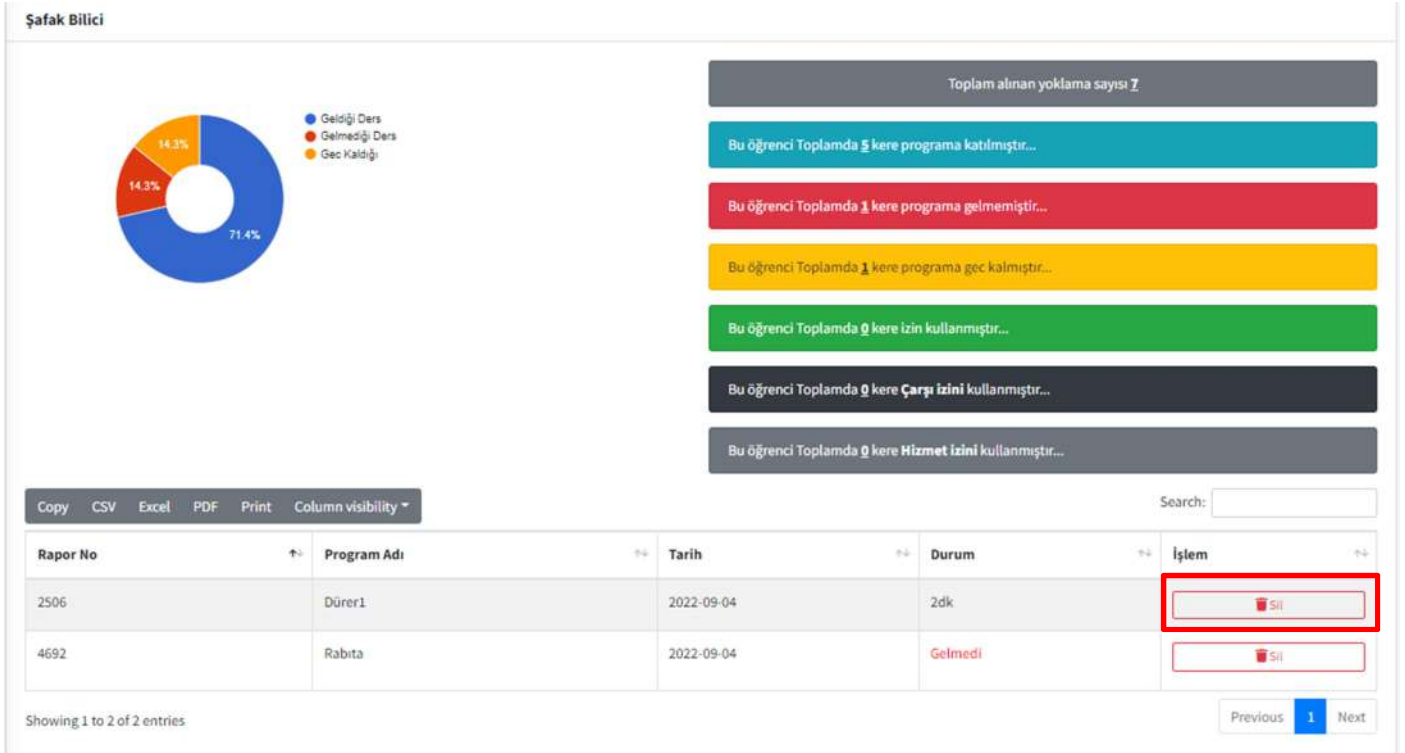 Şafak Bilici
Geldiği Ders
Gelmediği Ders
Gec Kaldığı
14.3%
14.3%
71.4%
Toplam alınan yoklama sayısı 7
Bu öğrenci Toplamda 5 kere programa katılmıştır...
Bu öğrenci Toplamda 1 kere programa gelmemiştir...
Bu öğrenci Toplamda 1 kere programa gec kalmıştır...
Bu öğrenci Toplamda 0 kere izin kullanmıştır...
Bu öğrenci Toplamda 0 kere Çarşı izini kullanmıştır...
Bu öğrenci Toplamda 0 kere Hizmet izini kullanmıştır...
Copy CSV Excel PDF Print Column visibility
Search:
Rapor No Program Adı Tarih Durum İşlem
2506 Dürer1 2022-09-04 2dk Sil
4692 Rabıta 2022-09-04 Gelmedi Sil
Showing 1 to 2 of 2 entries
Previous 1 Next